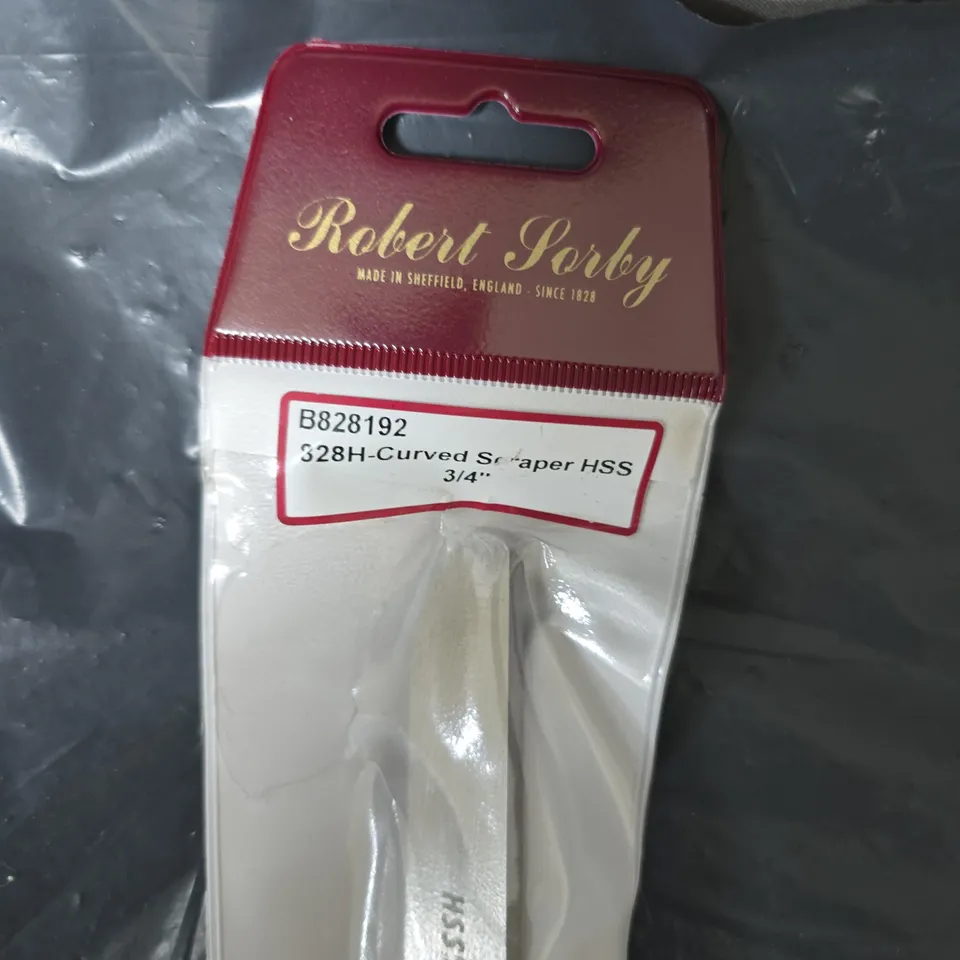 Robert Sorby
MADE IN SHEFFIELD, ENGLAND - SINCE 1828
B828192
828H-Curved Scraper HSS
3/4"
HSS